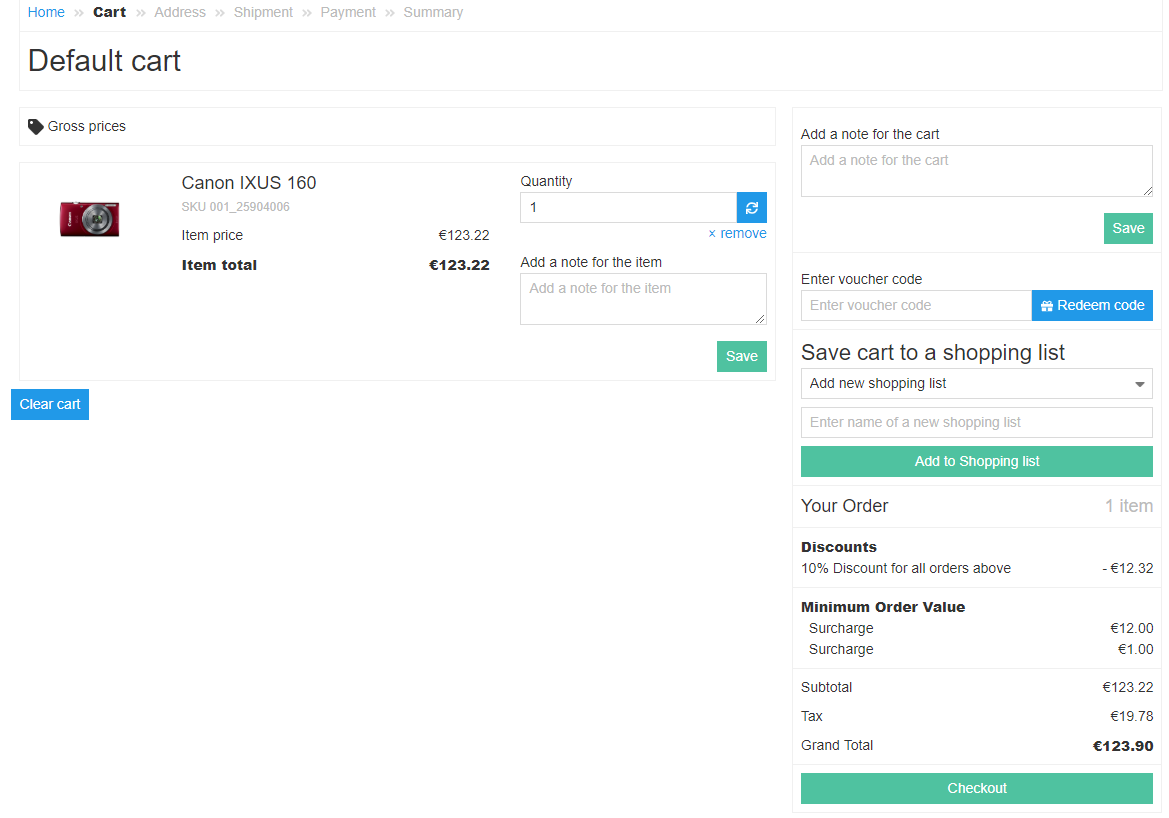 Home » Cart » Address » Shipment » Payment » Summary
Default cart
Gross prices
Canon IXUS 160
SKU 001_25904006
Item price €123.22
Item total €123.22
Quantity
1
× remove
Add a note for the item
Add a note for the item
Save
Clear cart
Add a note for the cart
Add a note for the cart
Save
Enter voucher code
Enter voucher code Redeem code
Save cart to a shopping list
Add new shopping list
Enter name of a new shopping list
Add to Shopping list
Your Order 1 item
Discounts
10% Discount for all orders above - €12.32
Minimum Order Value
Surcharge €12.00
Surcharge €1.00
Subtotal €123.22
Tax €19.78
Grand Total €123.90
Checkout